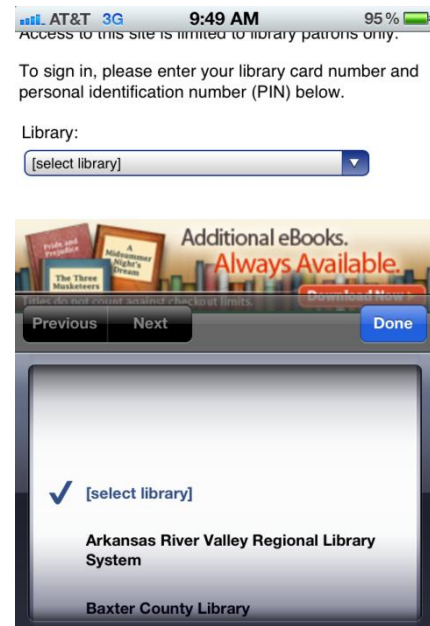 AT&T 3G 9:49 AM 95%
Access to this site is limited to library patrons only.
To sign in, please enter your library card number and
personal identification number (PIN) below.
Library:
[select library]
Pride and
Prejudice
A
Midsummer
Night's
Dream
The Three
Musketeers
Additional eBooks.
Always Available.
Titles do not count against checkout limits.
Download Now >
Previous Next Done
[select library]
Arkansas River Valley Regional Library
System
Baxter County Library